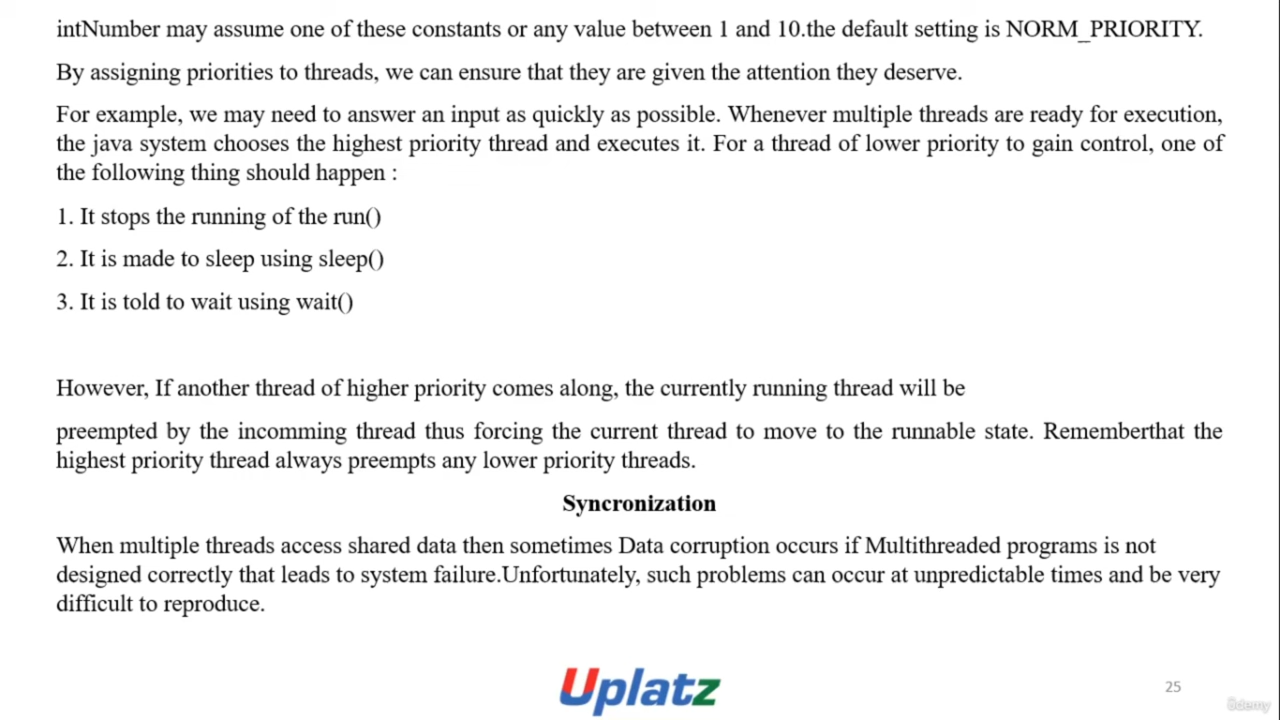 intNumber may assume one of these constants or any value between 1 and 10.the default setting is NORM_PRIORITY.
By assigning priorities to threads, we can ensure that they are given the attention they deserve.
For example, we may need to answer an input as quickly as possible. Whenever multiple threads are ready for execution,
the java system chooses the highest priority thread and executes it. For a thread of lower priority to gain control, one of
the following thing should happen :
1. It stops the running of the run()
2. It is made to sleep using sleep()
3. It is told to wait using wait()
However, If another thread of higher priority comes along, the currently running thread will be
preempted by the incomming thread thus forcing the current thread to move to the runnable state. Rememberthat the
highest priority thread always preempts any lower priority threads.
Syncronization
When multiple threads access shared data then sometimes Data corruption occurs if Multithreaded programs is not
designed correctly that leads to system failure.Unfortunately, such problems can occur at unpredictable times and be very
difficult to reproduce.
Uplatz
25
ûdemy